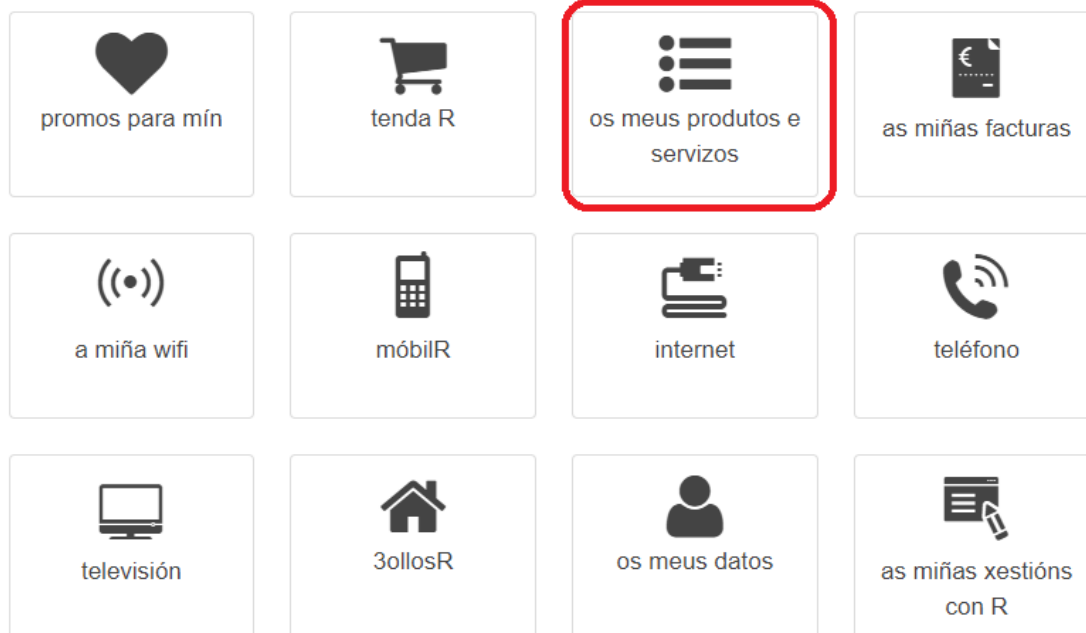 promos para mín
tenda R
os meus produtos e
servizos
€
as miñas facturas
a miña wifi
móbilR
internet
teléfono
televisión
3ollosR
os meus datos
as miñas xestións
con R